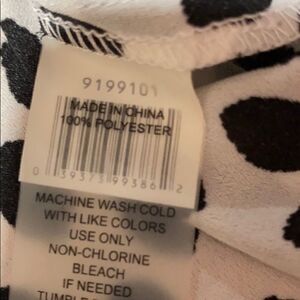 9199101
MADE IN CHINA
100% POLYESTER
0 39373 99386 2
MACHINE WASH COLD
WITH LIKE COLORS
USE ONLY
NON-CHLORINE
BLEACH
IF NEEDED